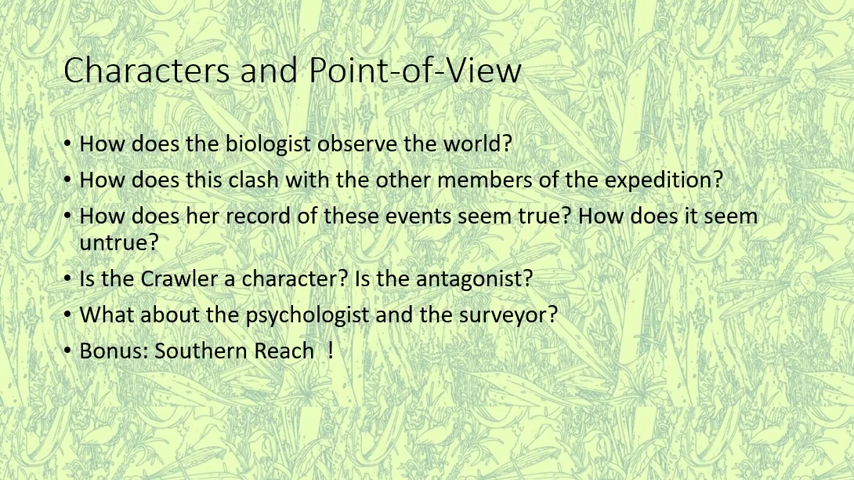 Characters and Point-of-View
• How does the biologist observe the world?
• How does this clash with the other members of the expedition?
• How does her record of these events seem true? How does it seem
untrue?
• Is the Crawler a character? Is the antagonist?
• What about the psychologist and the surveyor?
• Bonus: Southern Reach !